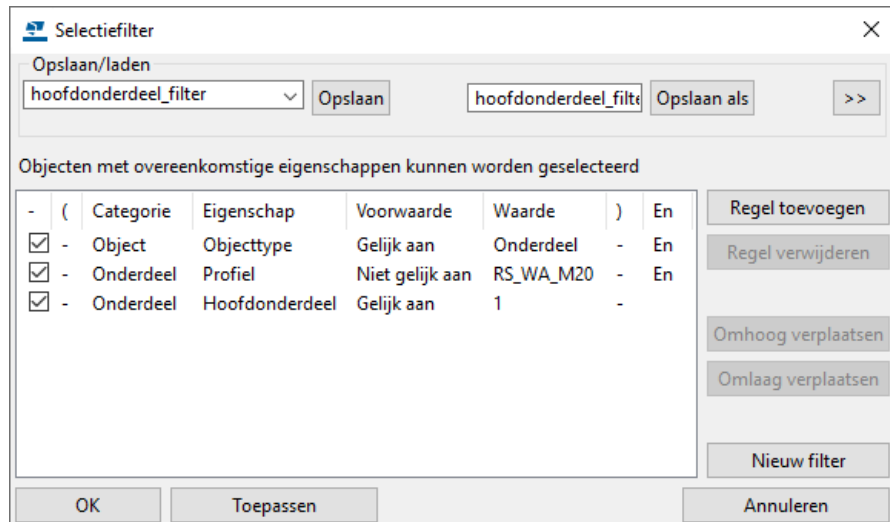 Selectiefilter
Opslaan/laden
hoofdonderdeel_filter Opslaan hoofdonderdeel_filte Opslaan als >>
Objecten met overeenkomstige eigenschappen kunnen worden geselecteerd
- ( Categorie Eigenschap Voorwaarde Waarde ) En Regel toevoegen
- Object Objecttype Gelijk aan Onderdeel - En
Regel verwijderen
- Onderdeel Profiel Niet gelijk aan RS_WA_M20 - En
- Onderdeel Hoofdonderdeel Gelijk aan 1 -
Omhoog verplaatsen
Omlaag verplaatsen
Nieuw filter
OK Toepassen Annuleren